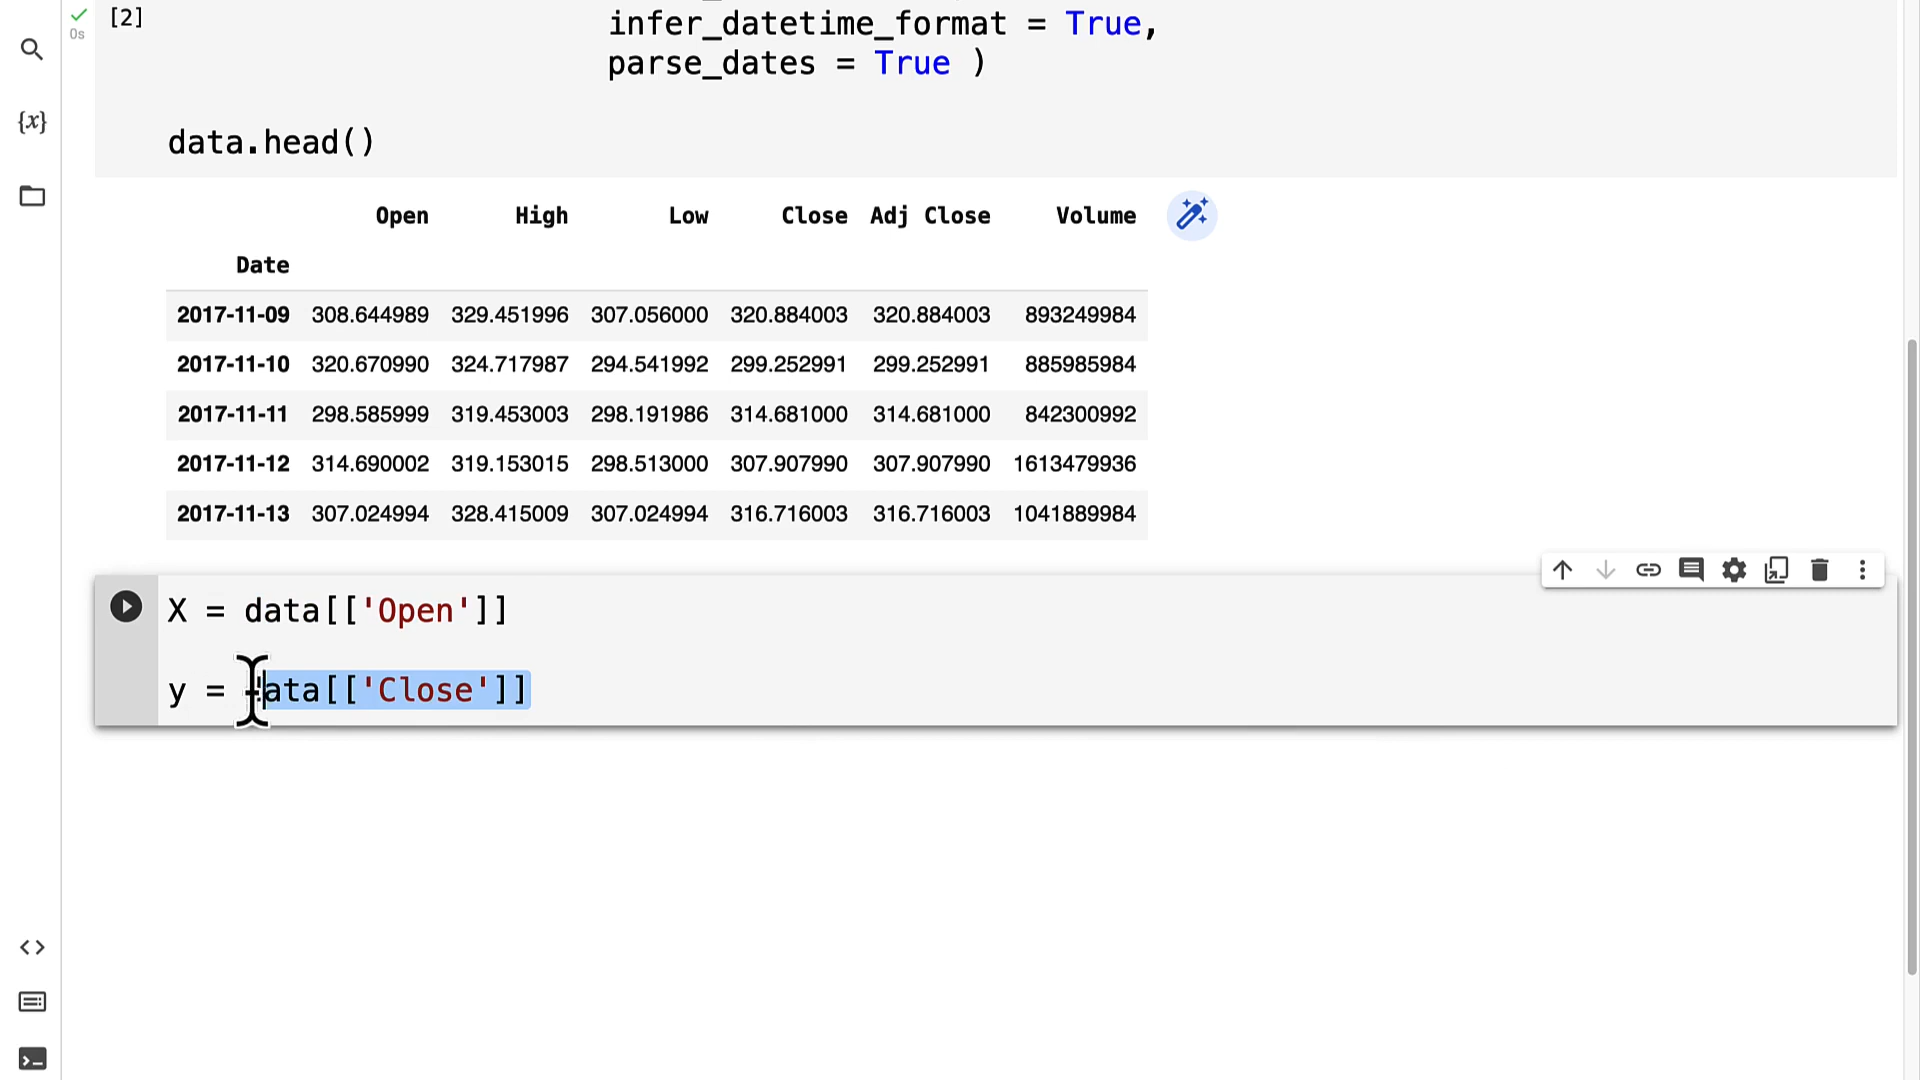 [2]
0s
infer_datetime_format = True,
parse_dates = True )
{x}
data.head()
Open High Low Close Adj Close Volume
Date
2017-11-09 308.644989 329.451996 307.056000 320.884003 320.884003 893249984
2017-11-10 320.670990 324.717987 294.541992 299.252991 299.252991 885985984
2017-11-11 298.585999 319.453003 298.191986 314.681000 314.681000 842300992
2017-11-12 314.690002 319.153015 298.513000 307.907990 307.907990 1613479936
2017-11-13 307.024994 328.415009 307.024994 316.716003 316.716003 1041889984
X = data[['Open']]
y = data[['Close']]